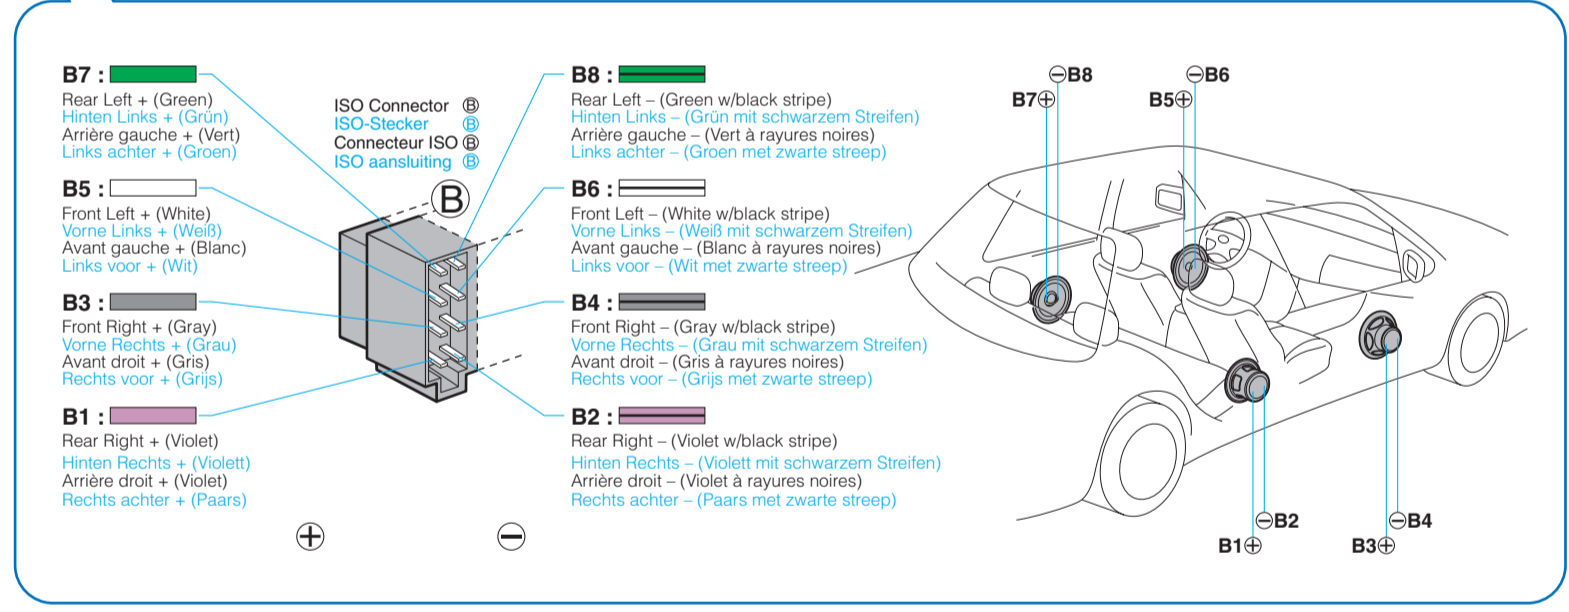 B7 :
Rear Left + (Green)
Hinten Links + (Grün)
Arrière gauche + (Vert)
Links achter + (Groen)
B5 :
Front Left + (White)
Vorne Links + (Weiß)
Avant gauche + (Blanc)
Links voor + (Wit)
B3 :
Front Right + (Gray)
Vorne Rechts + (Grau)
Avant droit + (Gris)
Rechts voor + (Grijs)
B1 :
Rear Right + (Violet)
Hinten Rechts + (Violett)
Arrière droit + (Violet)
Rechts achter + (Paars)
⊕
ISO Connector Ⓑ
ISO-Stecker Ⓑ
Connecteur ISO Ⓑ
ISO aansluiting Ⓑ
Ⓑ
B8 :
Rear Left – (Green w/black stripe)
Hinten Links – (Grün mit schwarzem Streifen)
Arrière gauche – (Vert à rayures noires)
Links achter – (Groen met zwarte streep)
B6 :
Front Left – (White w/black stripe)
Vorne Links – (Weiß mit schwarzem Streifen)
Avant gauche – (Blanc à rayures noires)
Links voor – (Wit met zwarte streep)
B4 :
Front Right – (Gray w/black stripe)
Vorne Rechts – (Grau mit schwarzem Streifen)
Avant droit – (Gris à rayures noires)
Rechts voor – (Grijs met zwarte streep)
B2 :
Rear Right – (Violet w/black stripe)
Hinten Rechts – (Violett mit schwarzem Streifen)
Arrière droit – (Violet à rayures noires)
Rechts achter – (Paars met zwarte streep)
⊖
⊖B8
B7⊕
⊖B6
B5⊕
⊖B2
B1⊕
⊖B4
B3⊕